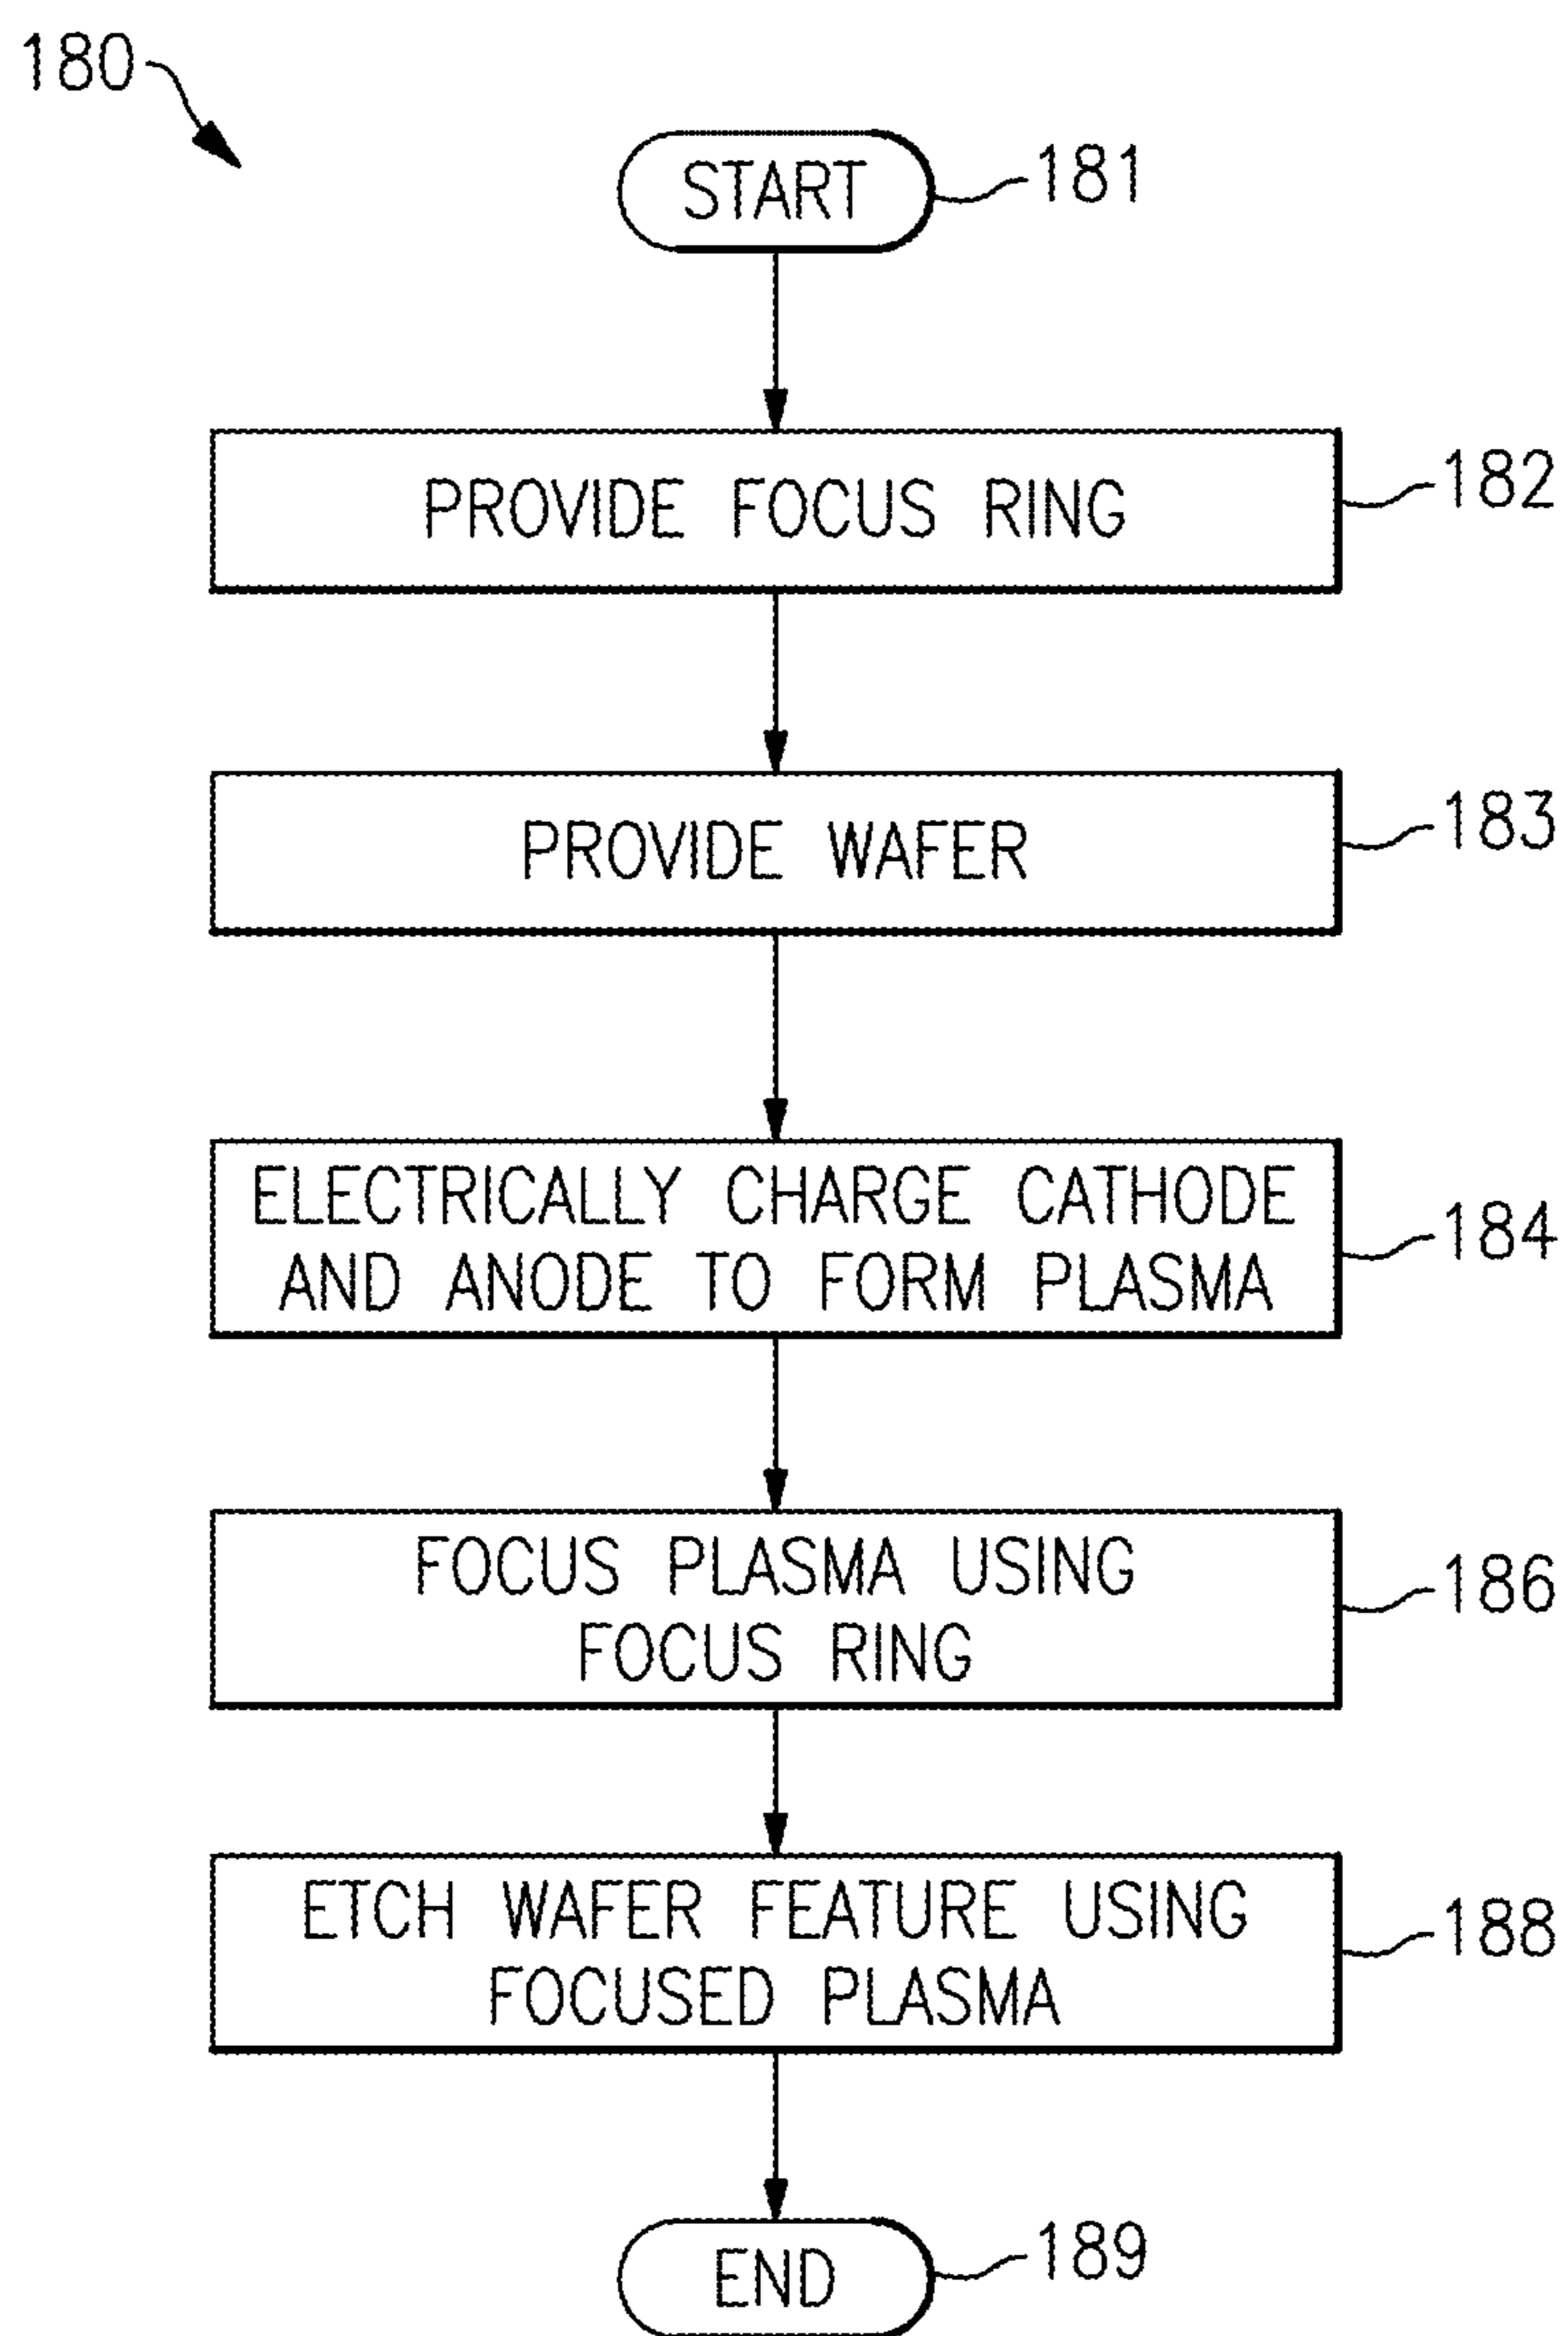 180
START
181
PROVIDE FOCUS RING
182
PROVIDE WAFER
183
ELECTRICALLY CHARGE CATHODE
AND ANODE TO FORM PLASMA
184
FOCUS PLASMA USING
FOCUS RING
186
ETCH WAFER FEATURE USING
FOCUSED PLASMA
188
END
189